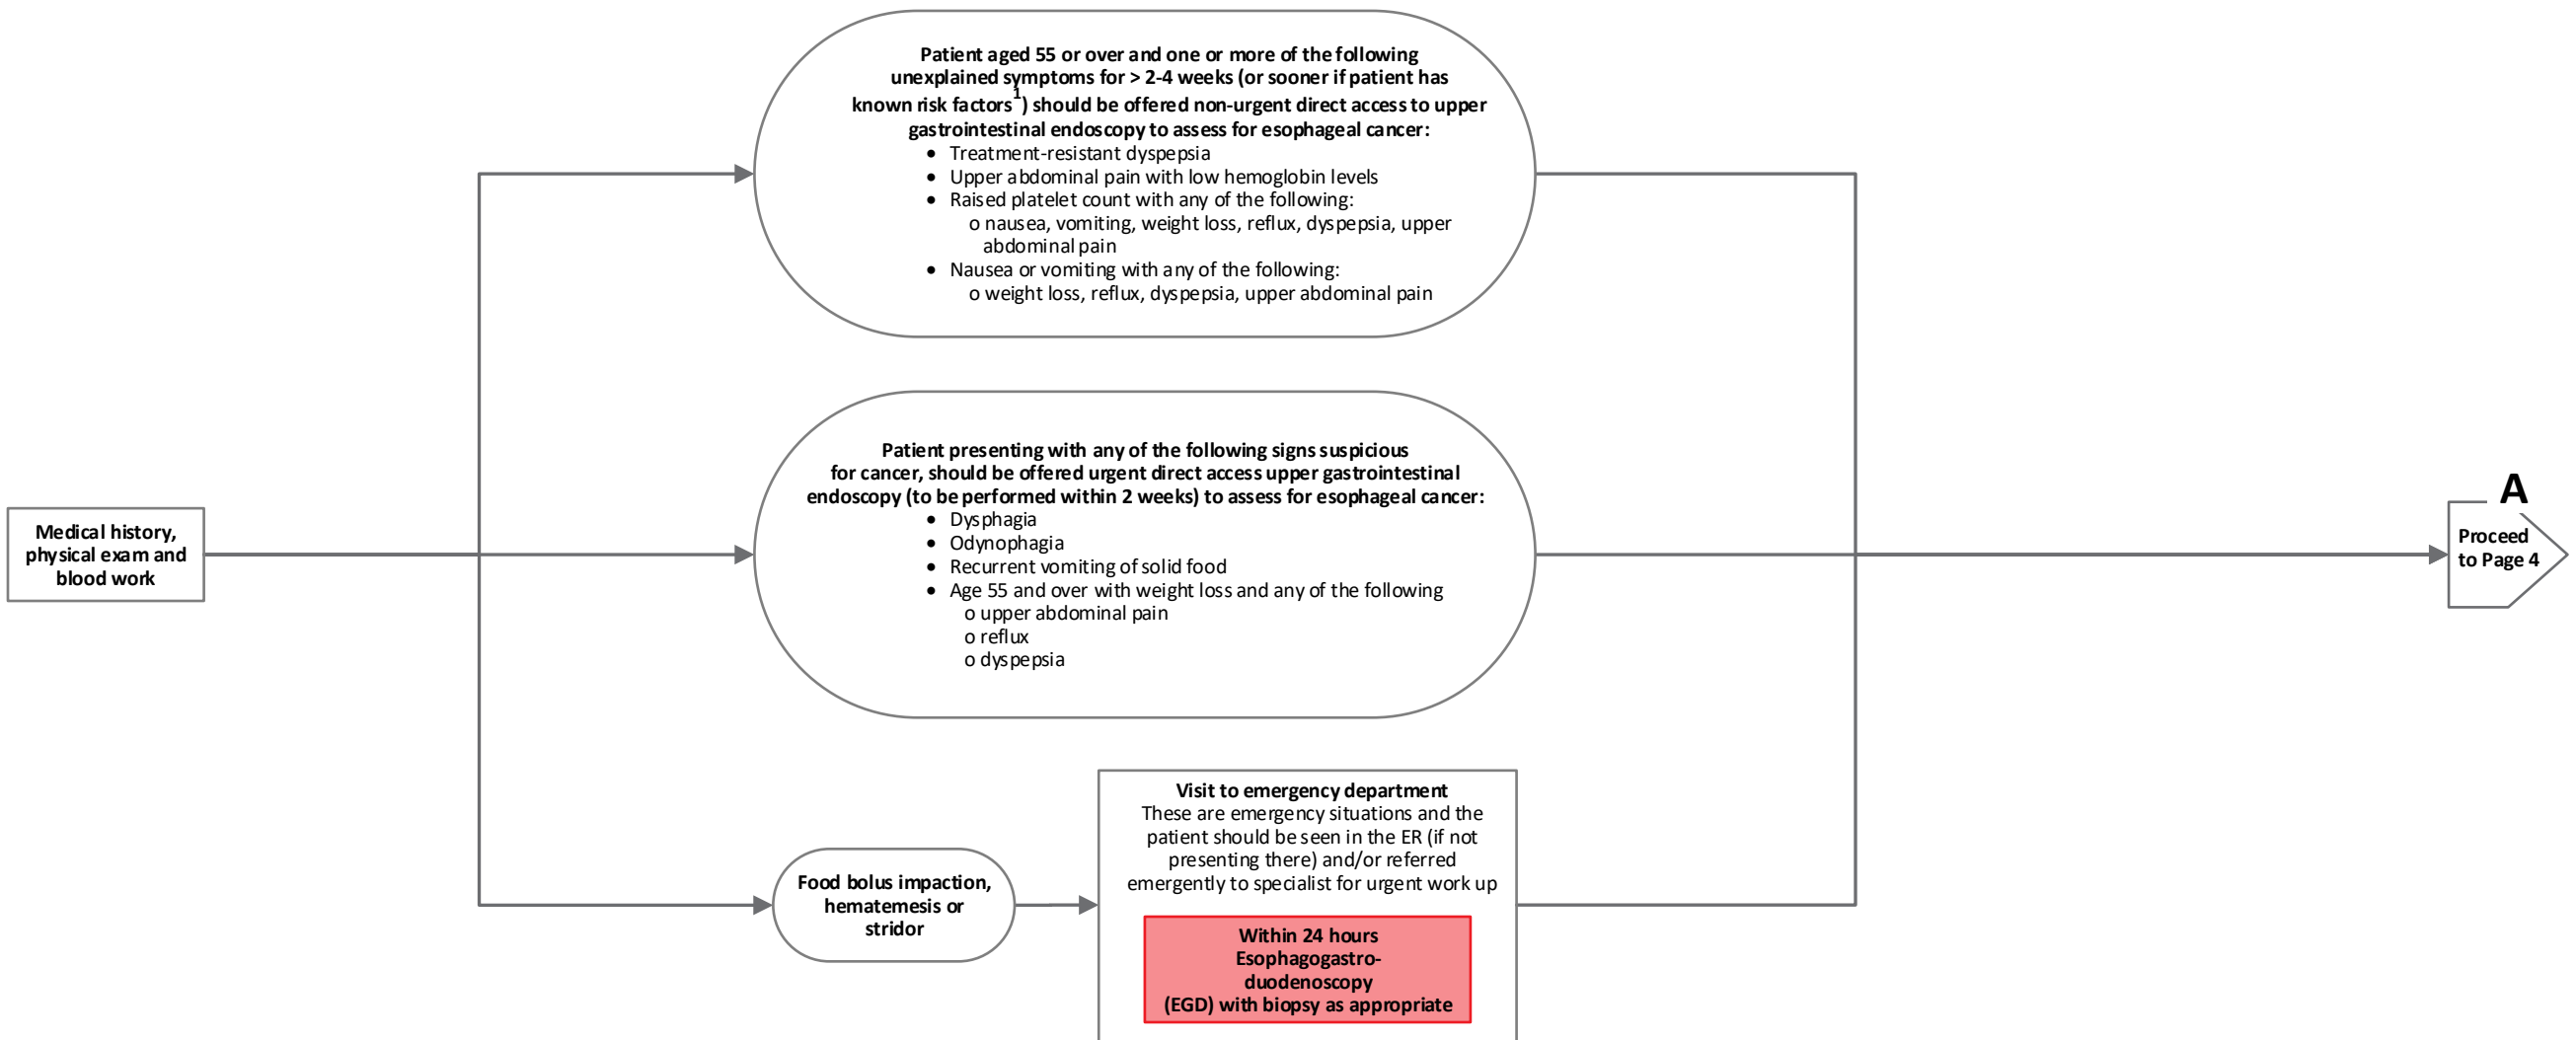 Patient aged 55 or over and one or more of the following
unexplained symptoms for > 2-4 weeks (or sooner if patient has
known risk factors1) should be offered non-urgent direct access to upper
gastrointestinal endoscopy to assess for esophageal cancer:
• Treatment-resistant dyspepsia
• Upper abdominal pain with low hemoglobin levels
• Raised platelet count with any of the following:
o nausea, vomiting, weight loss, reflux, dyspepsia, upper
abdominal pain
• Nausea or vomiting with any of the following:
o weight loss, reflux, dyspepsia, upper abdominal pain
Medical history,
physical exam and
blood work
Patient presenting with any of the following signs suspicious
for cancer, should be offered urgent direct access upper gastrointestinal
endoscopy (to be performed within 2 weeks) to assess for esophageal cancer:
• Dysphagia
• Odynophagia
• Recurrent vomiting of solid food
• Age 55 and over with weight loss and any of the following
o upper abdominal pain
o reflux
o dyspepsia
A
Proceed
to Page 4
Food bolus impaction,
hematemesis or
stridor
Visit to emergency department
These are emergency situations and the
patient should be seen in the ER (if not
presenting there) and/or referred
emergently to specialist for urgent work up
Within 24 hours
Esophagogastro-
duodenoscopy
(EGD) with biopsy as appropriate